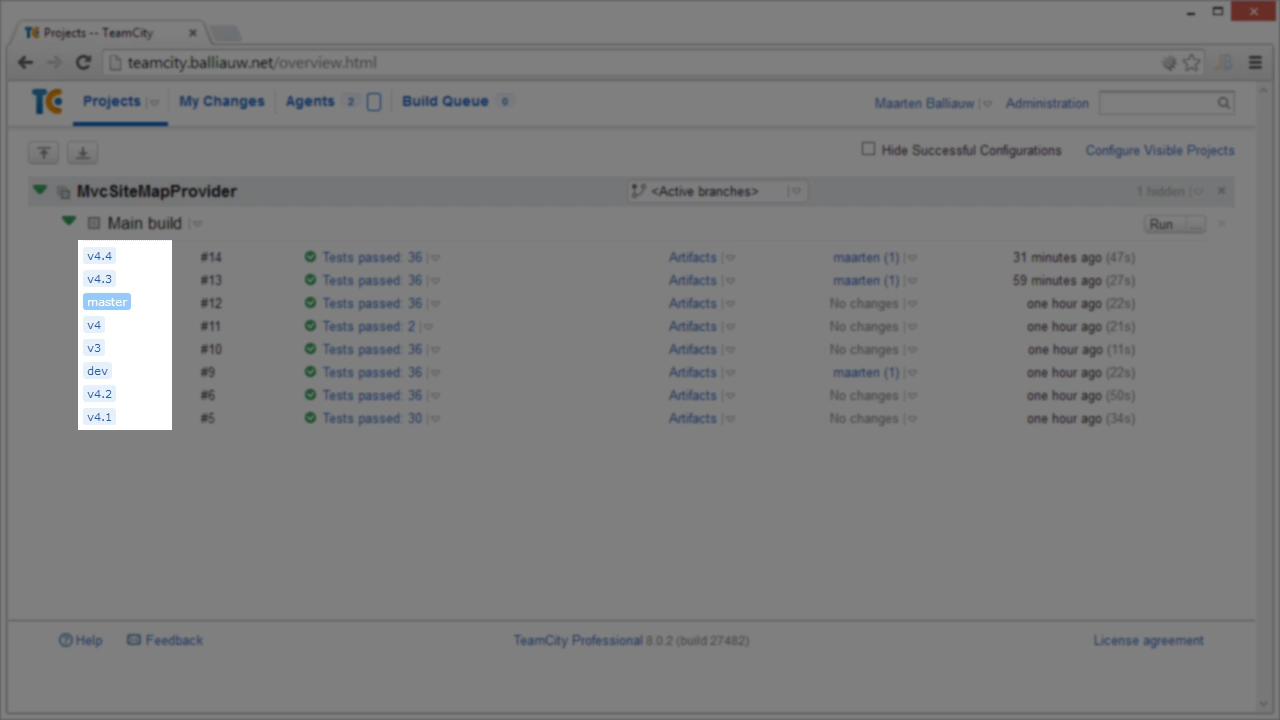 Projects -- TeamCity
teamcity.balliauw.net/overview.html
TC Projects My Changes Agents 2 Build Queue 0 Maarten Balliauw Administration
Hide Successful Configurations Configure Visible Projects
MvcSiteMapProvider <Active branches> 1 hidden
Main build Run ...
v4.4 #14 Tests passed: 36 Artifacts maarten (1) 31 minutes ago (47s)
v4.3 #13 Tests passed: 36 Artifacts maarten (1) 59 minutes ago (27s)
master #12 Tests passed: 36 Artifacts No changes one hour ago (22s)
v4 #11 Tests passed: 2 Artifacts No changes one hour ago (21s)
v3 #10 Tests passed: 36 Artifacts No changes one hour ago (11s)
dev #9 Tests passed: 36 Artifacts maarten (1) one hour ago (22s)
v4.2 #6 Tests passed: 36 Artifacts No changes one hour ago (50s)
v4.1 #5 Tests passed: 30 Artifacts No changes one hour ago (34s)
Help Feedback TeamCity Professional 8.0.2 (build 27482) License agreement